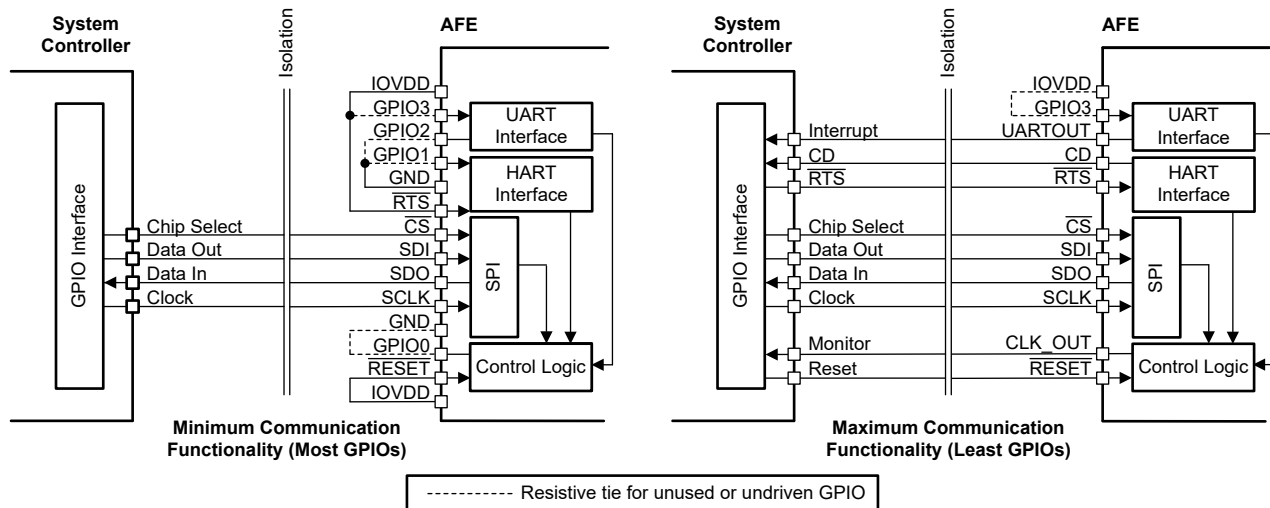 System
Controller
Isolation
AFE
IOVDD
GPIO3
GPIO2
GPIO1
GND
RTS
UART
Interface
HART
Interface
GPIO Interface
Chip Select
Data Out
Data In
Clock
CS
SDI
SDO
SCLK
SPI
GND
GPIO0
RESET
IOVDD
Control Logic
Minimum Communication
Functionality (Most GPIOs)
System
Controller
Isolation
AFE
IOVDD
GPIO3
UART
Interface
Interrupt
UARTOUT
CD
CD
RTS
RTS
HART
Interface
GPIO Interface
Chip Select
CS
Data Out
SDI
Data In
SDO
Clock
SCLK
SPI
Monitor
CLK_OUT
Reset
RESET
Control Logic
Maximum Communication
Functionality (Least GPIOs)
Resistive tie for unused or undriven GPIO